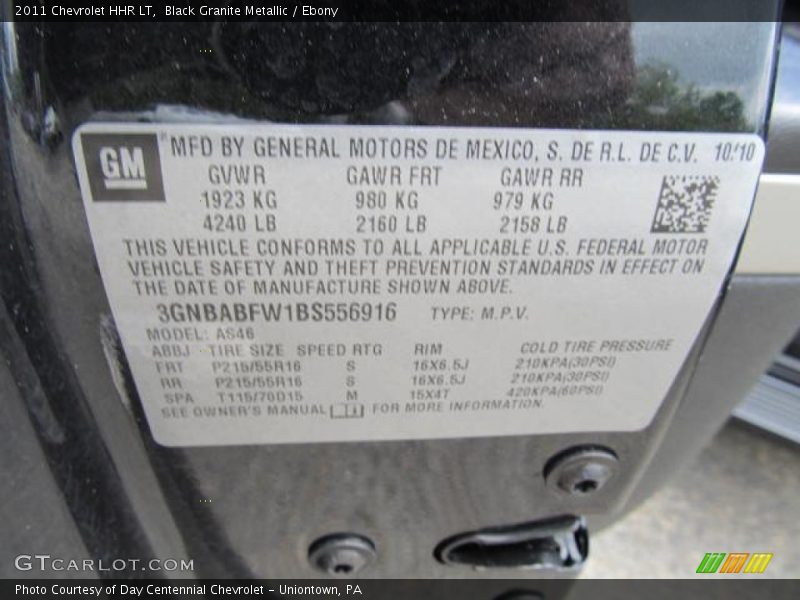 2011 Chevrolet HHR LT, Black Granite Metallic / Ebony
GM
MFD BY GENERAL MOTORS DE MEXICO, S. DE R.L. DE C.V. 10/10
GVWR GAWR FRT GAWR RR
1923 KG 980 KG 979 KG
4240 LB 2160 LB 2158 LB
THIS VEHICLE CONFORMS TO ALL APPLICABLE U.S. FEDERAL MOTOR
VEHICLE SAFETY AND THEFT PREVENTION STANDARDS IN EFFECT ON
THE DATE OF MANUFACTURE SHOWN ABOVE.
3GNBABFW1BS556916 TYPE: M.P.V.
MODEL: AS46
ABBJ TIRE SIZE SPEED RTG RIM COLD TIRE PRESSURE
FRT P215/55R16 S 16X6.5J 210KPA(30PSI)
RR P215/55R16 S 16X6.5J 210KPA(30PSI)
SPA T115/70D15 M 15X4T 420KPA(60PSI)
SEE OWNER'S MANUAL FOR MORE INFORMATION.
GTCARLOT.COM
Photo Courtesy of Day Centennial Chevrolet - Uniontown, PA